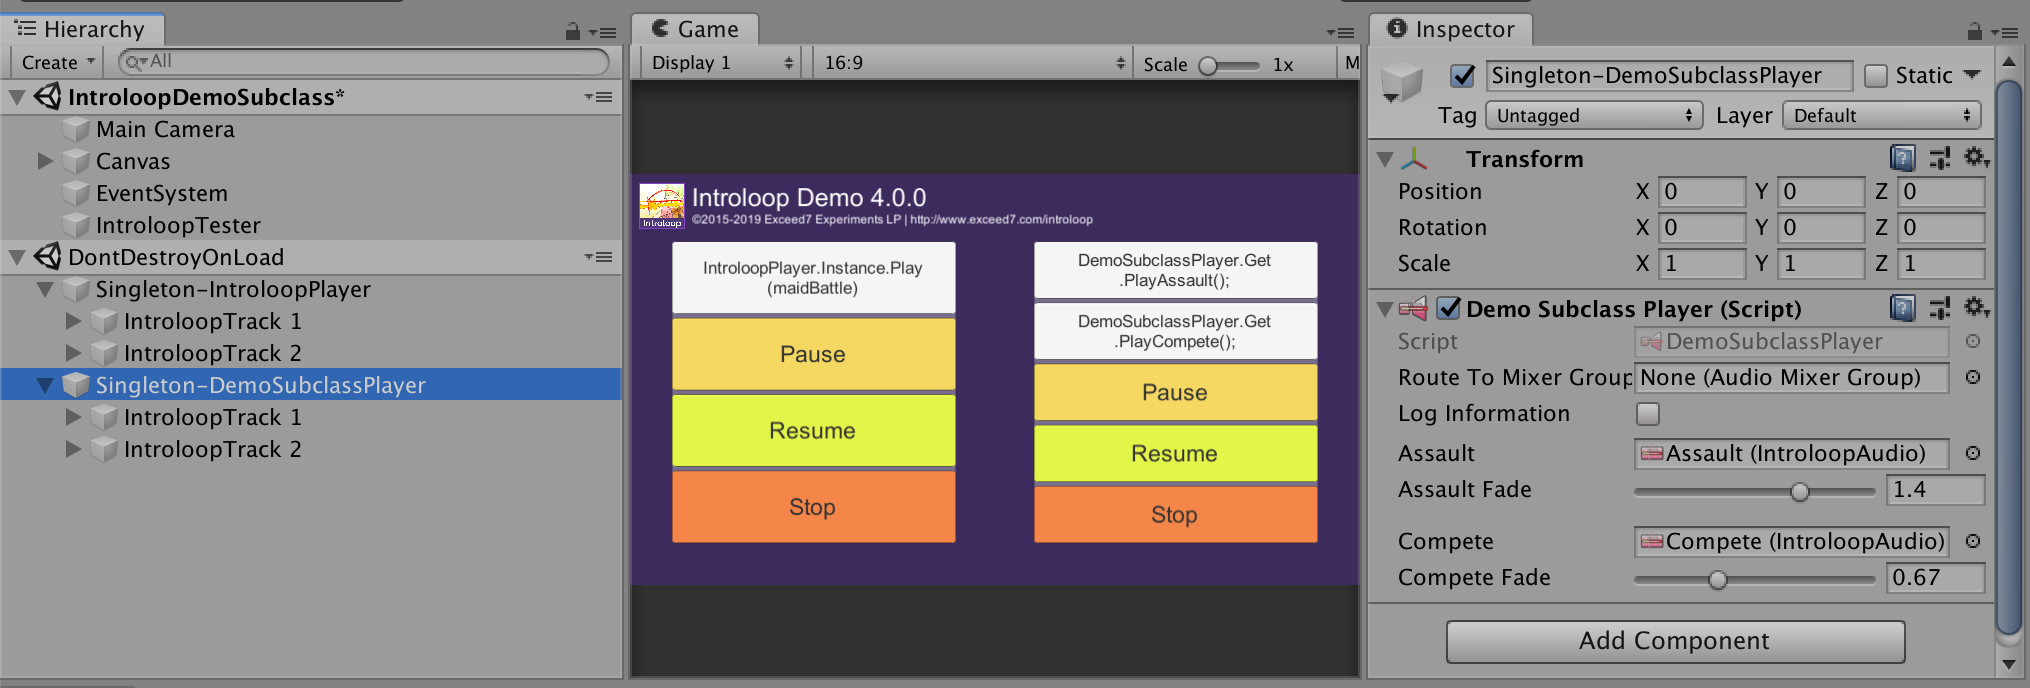 Hierarchy
Create
All
IntroloopDemoSubclass*
Main Camera
Canvas
EventSystem
IntroloopTester
DontDestroyOnLoad
Singleton-IntroloopPlayer
IntroloopTrack 1
IntroloopTrack 2
Singleton-DemoSubclassPlayer
IntroloopTrack 1
IntroloopTrack 2
Game
Display 1
16:9
Scale 1x
M
Introloop
Introloop Demo 4.0.0
©2015-2019 Exceed7 Experiments LP | http://www.exceed7.com/introloop
IntroloopPlayer.Instance.Play
(maidBattle)
Pause
Resume
Stop
DemoSubclassPlayer.Get
.PlayAssault();
DemoSubclassPlayer.Get
.PlayCompete();
Pause
Resume
Stop
Inspector
Singleton-DemoSubclassPlayer Static
Tag Untagged Layer Default
Transform
Position X 0 Y 0 Z 0
Rotation X 0 Y 0 Z 0
Scale X 1 Y 1 Z 1
Demo Subclass Player (Script)
Script DemoSubclassPlayer
Route To Mixer Group None (Audio Mixer Group)
Log Information
Assault Assault (IntroloopAudio)
Assault Fade 1.4
Compete Compete (IntroloopAudio)
Compete Fade 0.67
Add Component